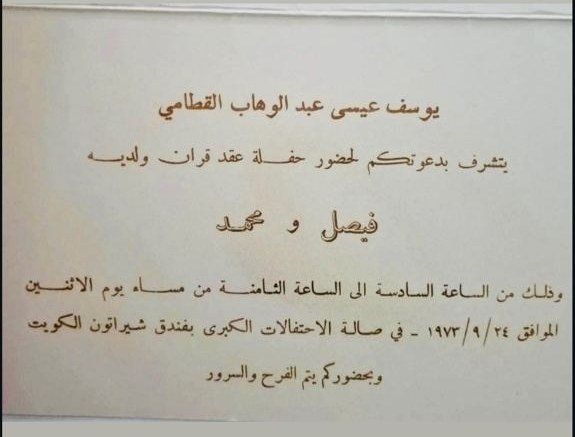 يوسف عيسى عبد الوهاب القطامي
يتشرف بدعوتكم لحضور حفلة عقد قران ولديه
فيصل و محمد
وذلك من الساعة السادسة الى الساعة الثامنة من مساء يوم الاثنين
الموافق ٢٤/٩/١٩٧٣ - في صالة الاحتفالات الكبرى بفندق شيراتون الكويت
وبحضوركم يتم الفرح والسرور